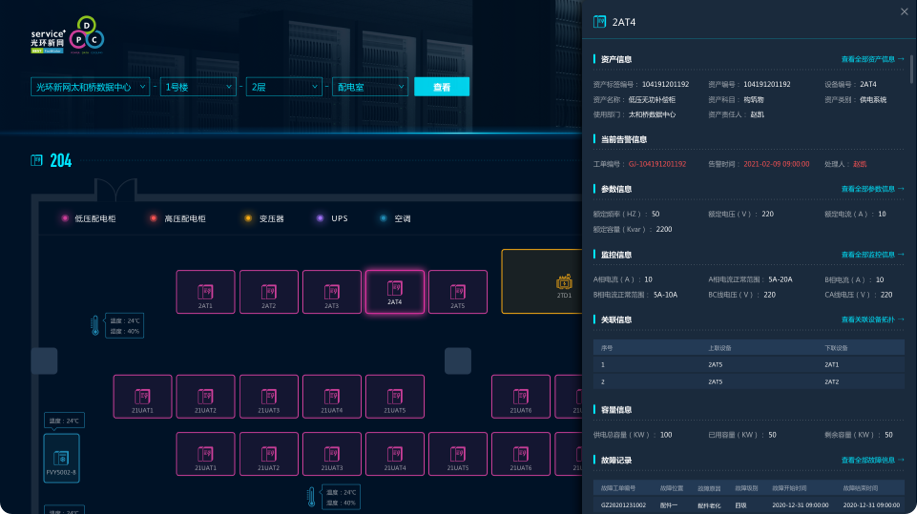 service+
光环新网
D
P C
光环新网太和桥数据中心 - 1号楼 - 2层 - 配电室 查看
204
低压配电柜 高压配电柜 变压器 UPS 空调
2AT1 2AT2 2AT3 2AT4 2AT5 2TD1
温度：24℃
湿度：40%
21UAT1 21UAT2 21UAT3 21UAT4 21UAT5 21UAT6
温度：24℃
FVY5002-8
21UAT1 21UAT2 21UAT3 21UAT4 21UAT5 21UAT6
温度：24℃
湿度：40%
温度：24℃
2AT4
资产信息 查看全部资产信息 →
资产标签编号： 104191201192 资产编号： 104191201192 设备编号： 2AT4
资产名称： 低压无功补偿柜 资产科目： 构筑物 资产类别： 供电系统
使用部门： 太和桥数据中心 资产责任人： 赵凯
当前告警信息
工单编号： GJ-104191201192 告警时间： 2021-02-09 09:00:00 处理人： 赵凯
参数信息 查看全部参数信息 →
额定频率（HZ）： 50 额定电压（V）： 220 额定电流（A）： 10
额定容量（Kvar）： 2200
监控信息 查看全部监控信息 →
A相电流（A）： 10 A相电流正常范围： 5A-20A B相电流（A）： 10
B相电流正常范围： 5A-10A BC线电压（V）： 220 CA线电压（V）： 220
关联信息 查看关联设备拓扑 →
序号 上联设备 下联设备
1 2AT5 2AT1
2 2AT5 2AT2
容量信息
供电总容量（KW）： 100 已用容量（KW）： 50 剩余容量（KW）： 50
故障记录 查看全部故障信息 →
故障工单编号 故障位置 故障原因 故障级别 故障开始时间 故障结束时间
GZ20201231002 配件一 配件老化 四级 2020-12-31 09:00:00 2020-12-31 09:00:00